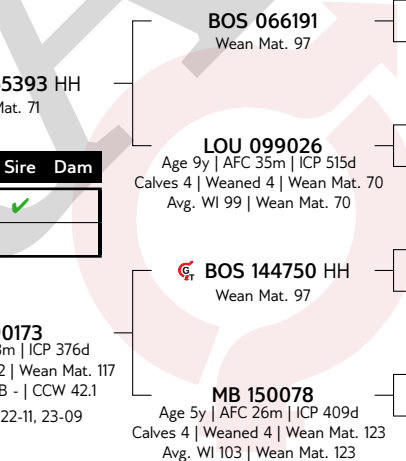 BOS 066191
Wean Mat. 97
5393 HH
Mat. 71
LOU 099026
Age 9y | AFC 35m | ICP 515d
Calves 4 | Weaned 4 | Wean Mat. 70
Avg. WI 99 | Wean Mat. 70
Sire Dam
✔
GT BOS 144750 HH
Wean Mat. 97
0173
m | ICP 376d
2 | Wean Mat. 117
B - | CCW 42.1
22-11, 23-09
MB 150078
Age 5y | AFC 26m | ICP 409d
Calves 4 | Weaned 4 | Wean Mat. 123
Avg. WI 103 | Wean Mat. 123